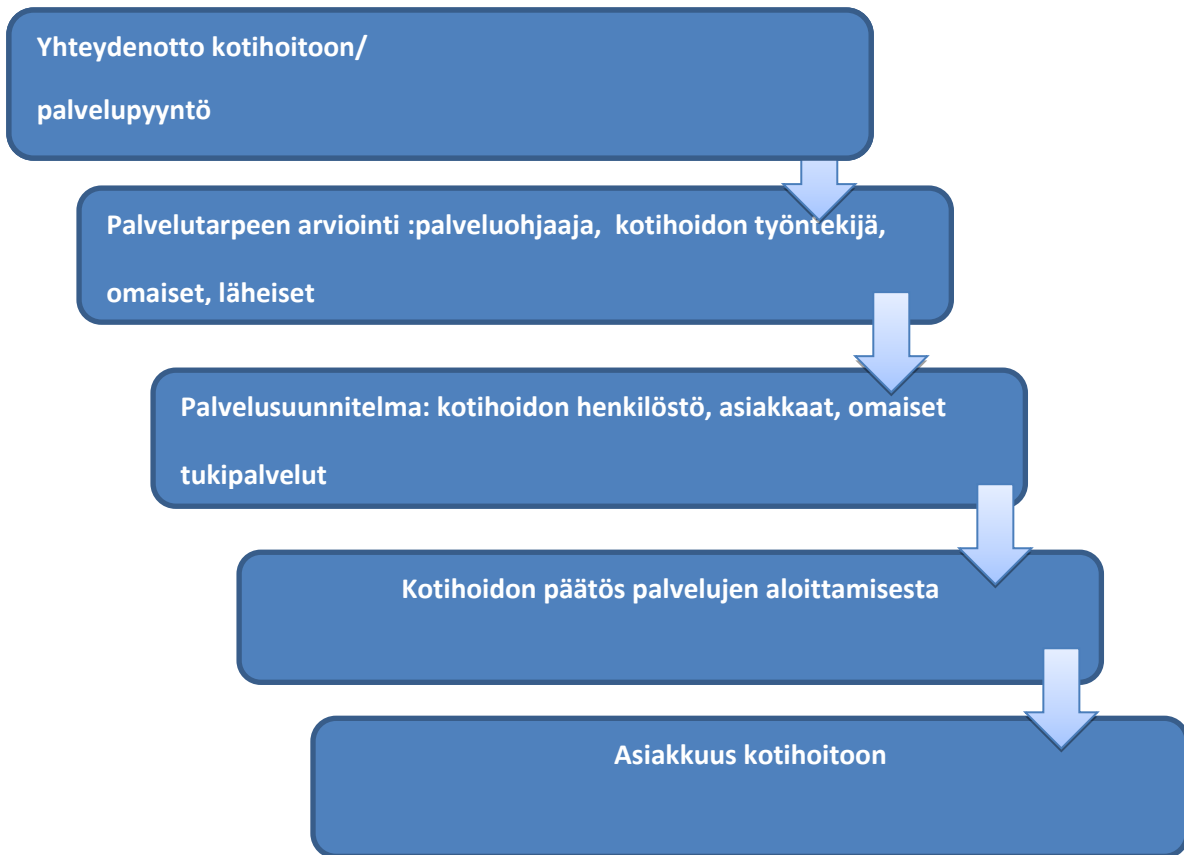 Yhteydenotto kotihoitoon/
palvelupyyntö
Palvelutarpeen arviointi :palveluohjaaja, kotihoidon työntekijä,
omaiset, läheiset
Palvelusuunnitelma: kotihoidon henkilöstö, asiakkaat, omaiset
tukipalvelut
Kotihoidon päätös palvelujen aloittamisesta
Asiakkuus kotihoitoon